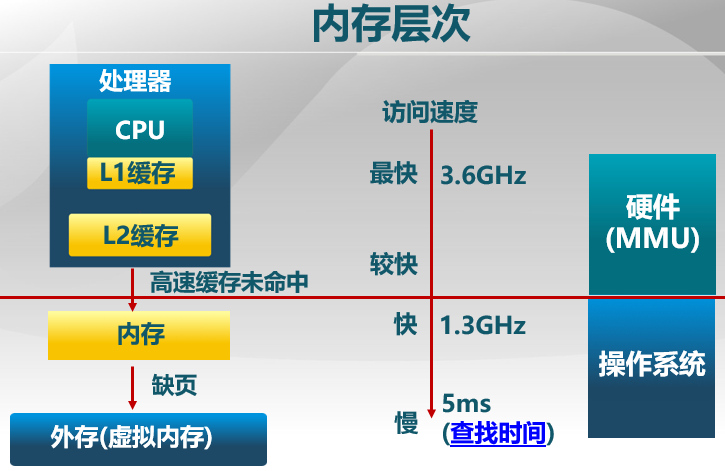 内存层次
处理器
CPU
L1缓存
L2缓存
高速缓存未命中
内存
缺页
外存(虚拟内存)
访问速度
最快 3.6GHz
较快
快 1.3GHz
慢 5ms
(查找时间)
硬件
(MMU)
操作系统